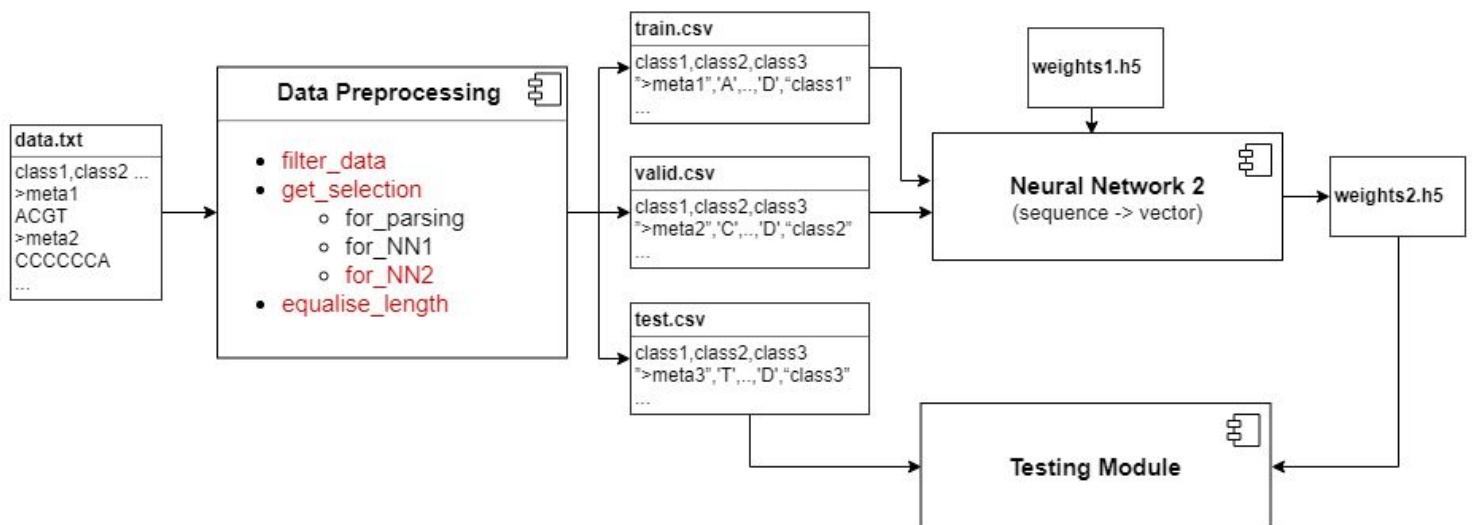 data.txt
class1,class2 ...
>meta1
ACGT
>meta2
CCCCCCA
...
Data Preprocessing
filter_data
get_selection
for_parsing
for_NN1
for_NN2
equalise_length
train.csv
class1,class2,class3
">meta1",'A',..,'D',“class1”
...
valid.csv
class1,class2,class3
">meta2",'C',..,'D',“class2”
...
test.csv
class1,class2,class3
">meta3",'T',..,'D',“class3”
...
weights1.h5
Neural Network 2
(sequence -> vector)
weights2.h5
Testing Module